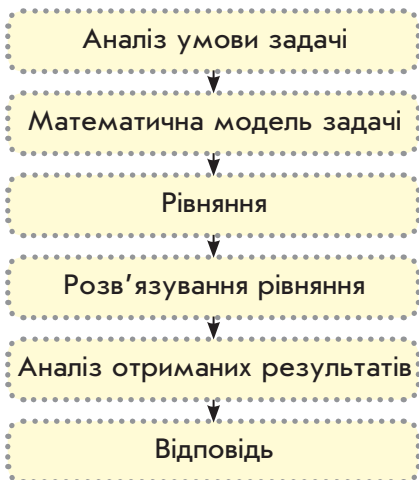 Аналіз умови задачі
Математична модель задачі
Рівняння
Розв'язування рівняння
Аналіз отриманих результатів
Відповідь